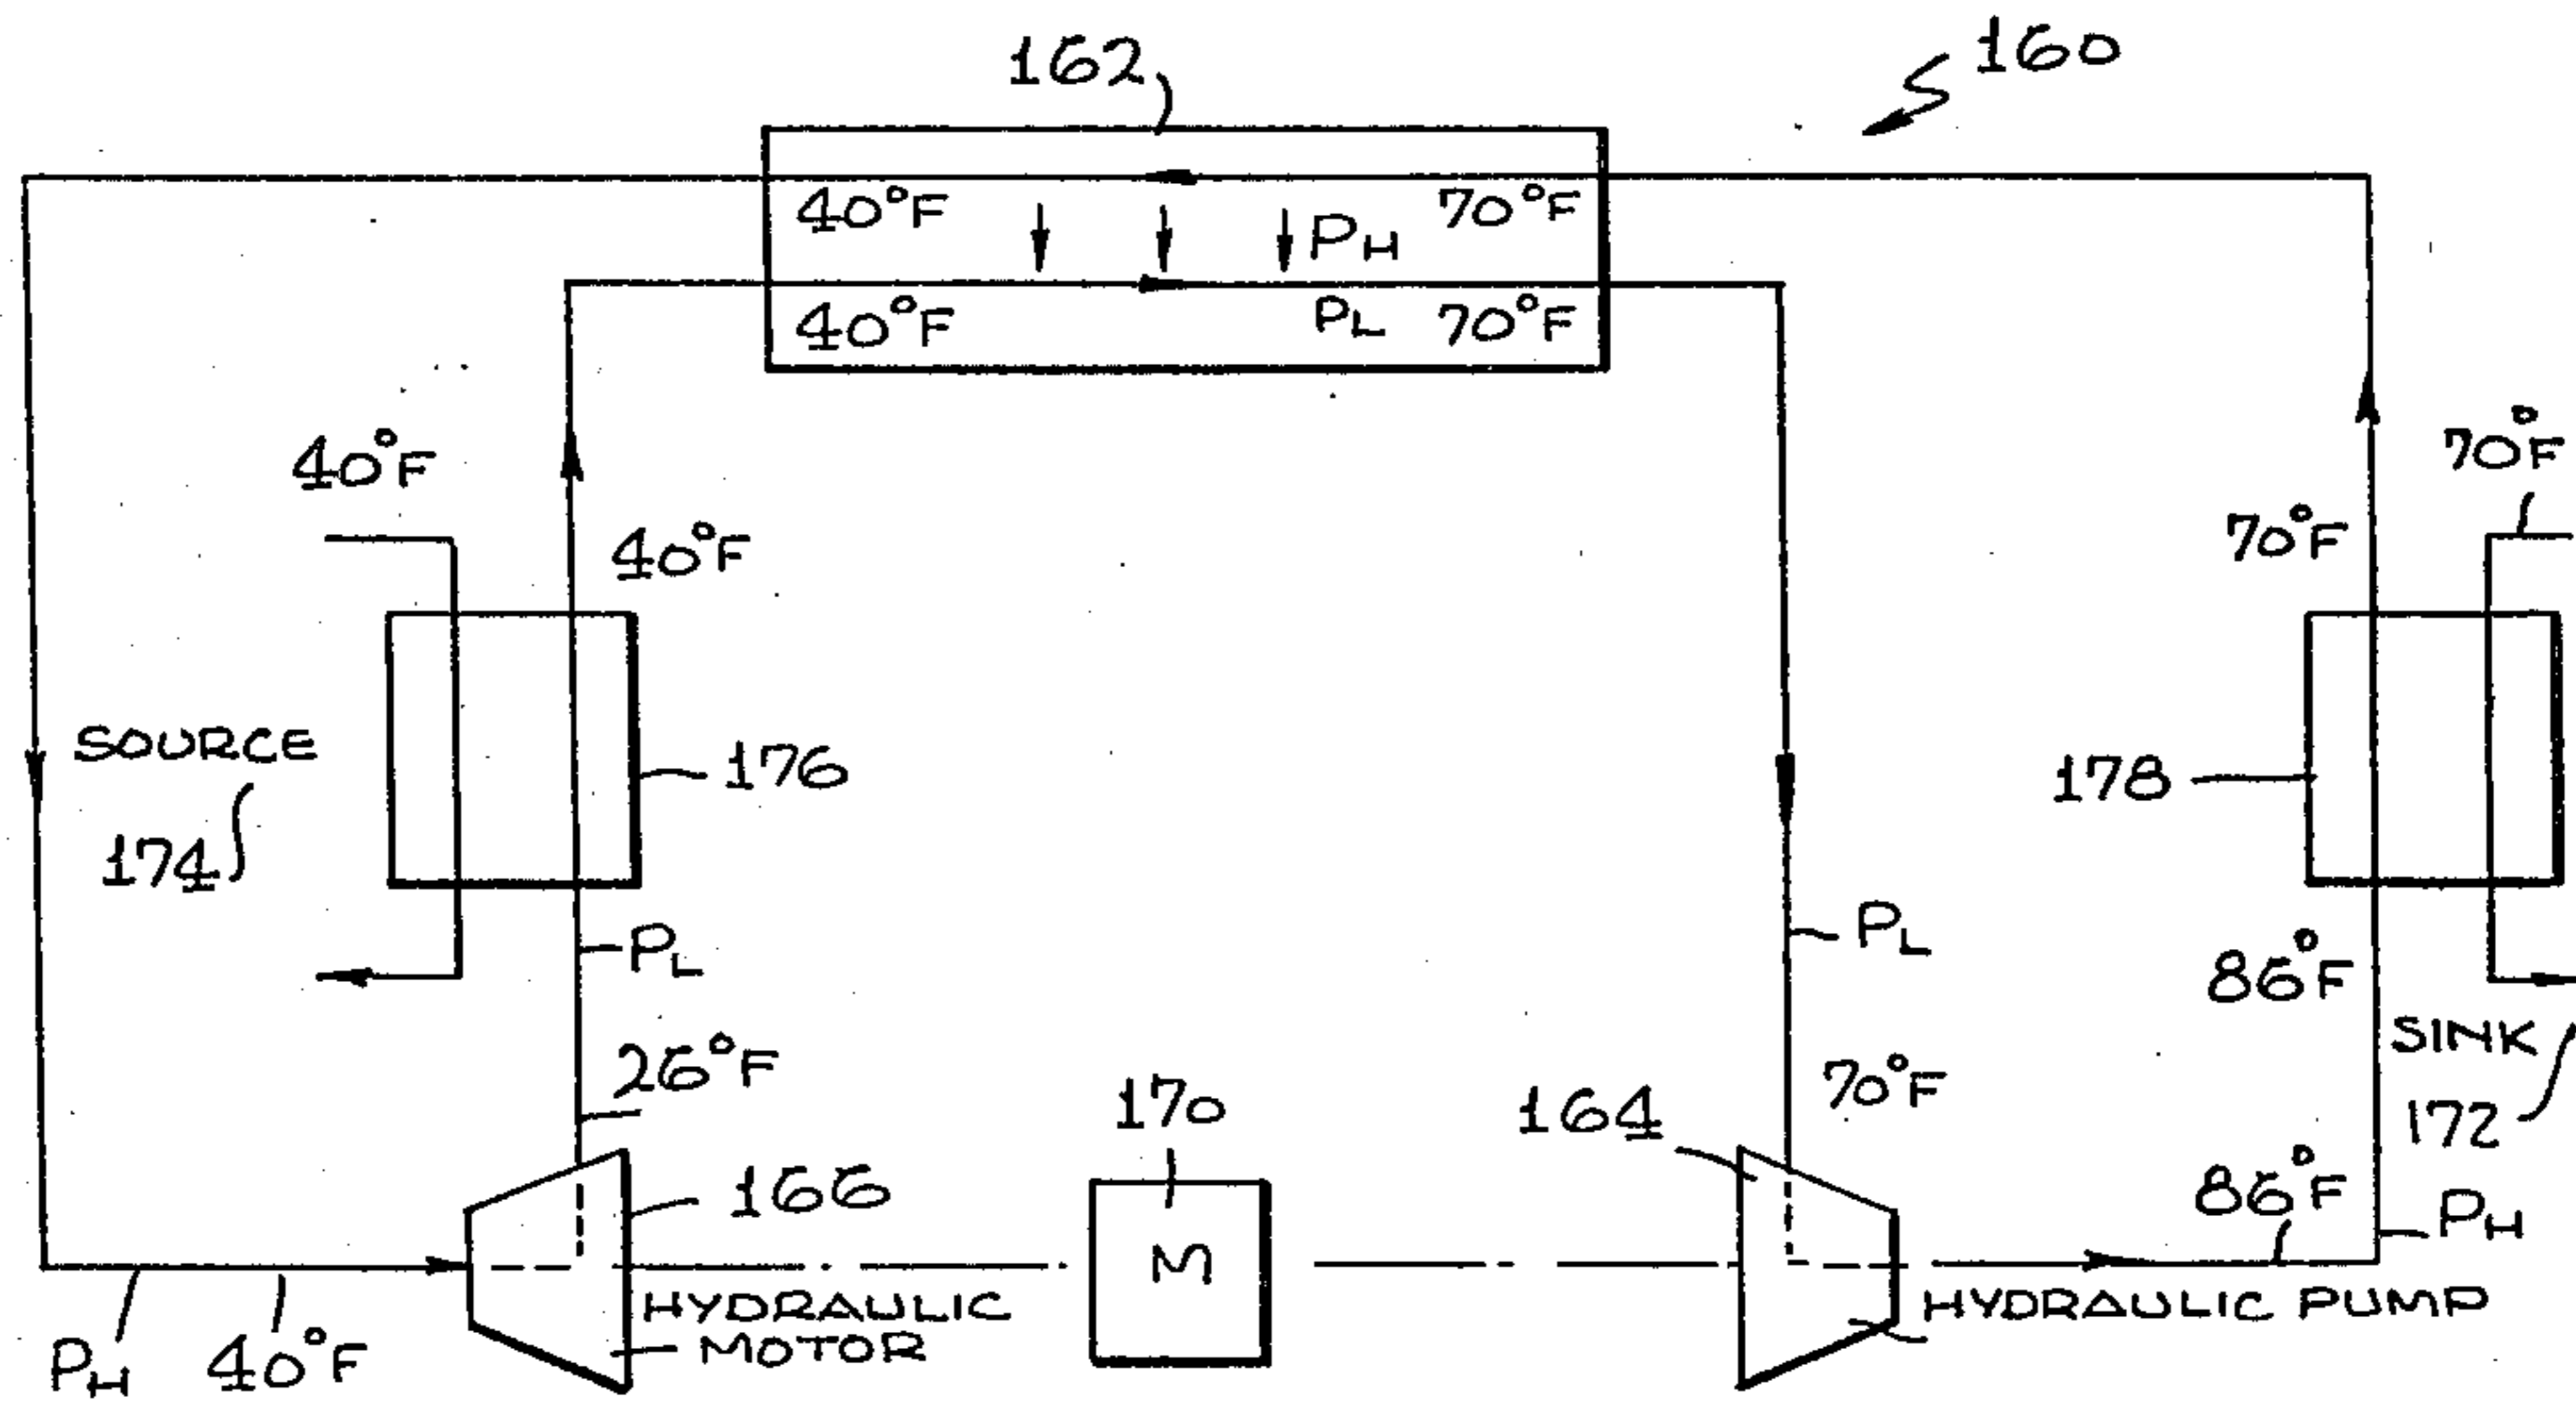 162
160
40°F
70°F
PH
40°F
PL
70°F
40°F
70°F
40°F
70°F
SOURCE
174
176
178
PL
PL
86°F
SINK
172
26°F
170
164
70°F
86°F
166
M
PH
HYDRAULIC
MOTOR
HYDRAULIC PUMP
PH
40°F